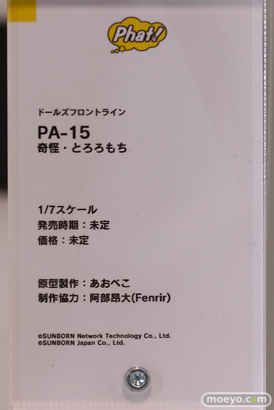 Phat!
ドールズフロントライン
PA-15
奇怪・とろろもち
1/7スケール
発売時期：未定
価格：未定
原型製作：あおべこ
制作協力：阿部昂大(Fenrir)
©SUNBORN Network Technology Co., Ltd.
©SUNBORN Japan Co., Ltd.
moeyo.com